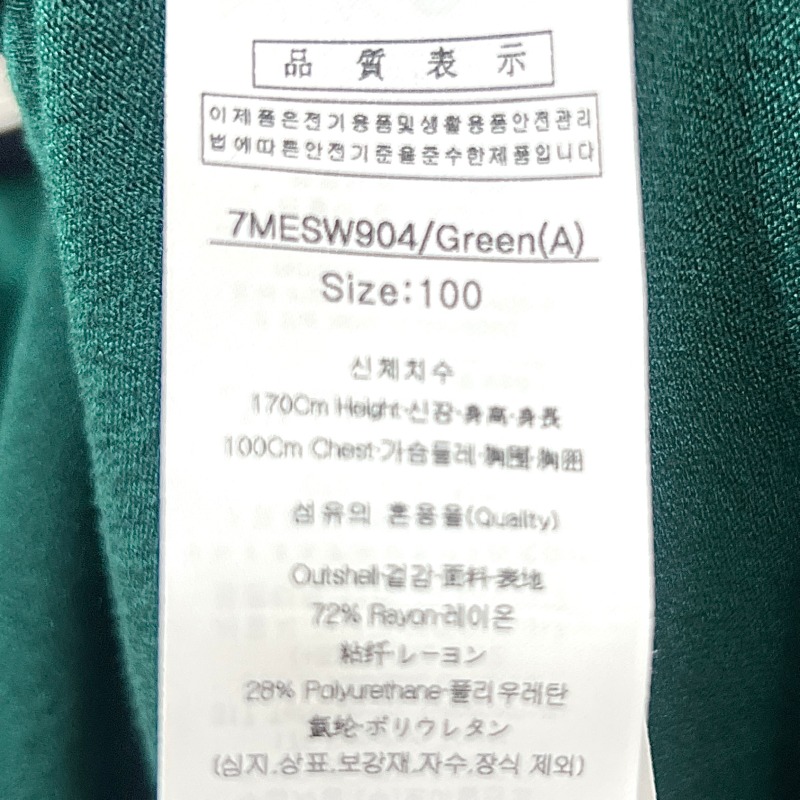 品質表示
이 제품은전기용품및생활용품안전관리
법에따른안전기준을준수한제품입니다
7MESW904/Green(A)
Size:100
신체치수
170Cm Height·신장·身高·身長
100Cm Chest·가슴둘레·胸围·胸囲
섬유의 혼용율(Quailty)
Outshell·겉감·面料·表地
72% Rayon·레이온
粘纤·レーヨン
28% Polyurethane·폴리우레탄
氨纶·ポリウレタン
(심지.상표.보강재.자수.장식 제외)